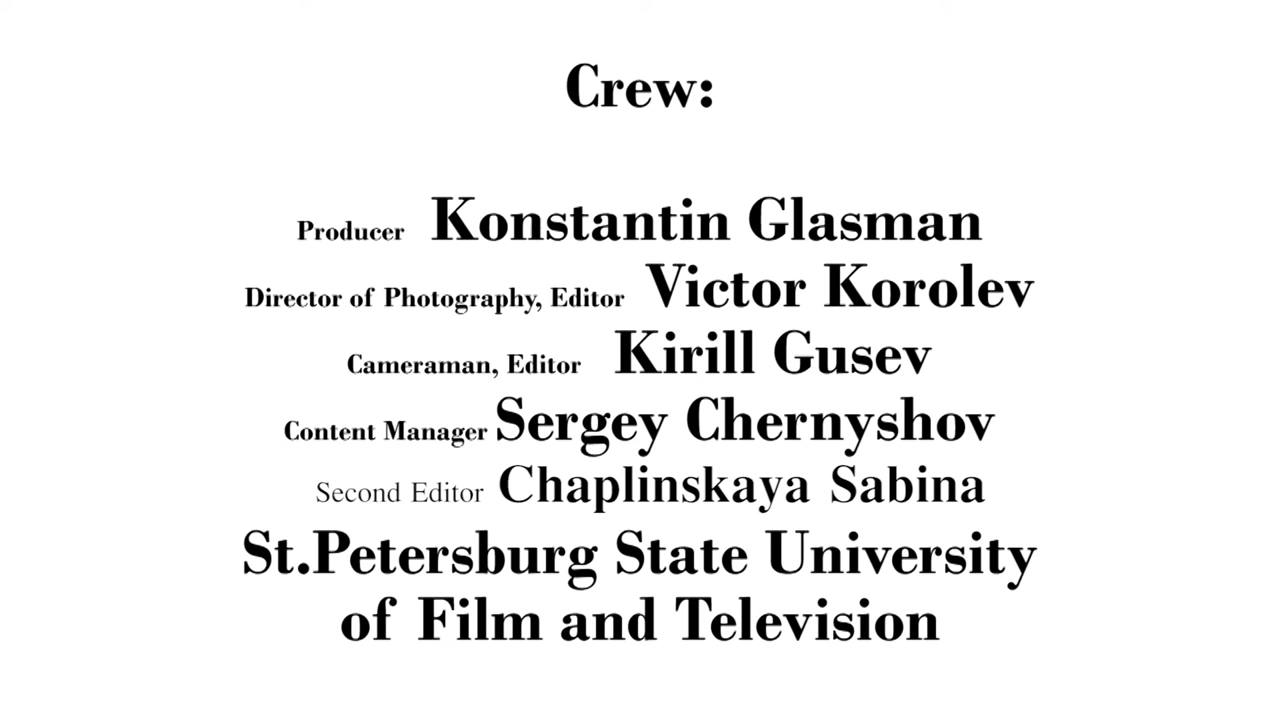 Crew:
Producer Konstantin Glasman
Director of Photography, Editor Victor Korolev
Cameraman, Editor Kirill Gusev
Content Manager Sergey Chernyshov
Second Editor Chaplinskaya Sabina
St.Petersburg State University
of Film and Television